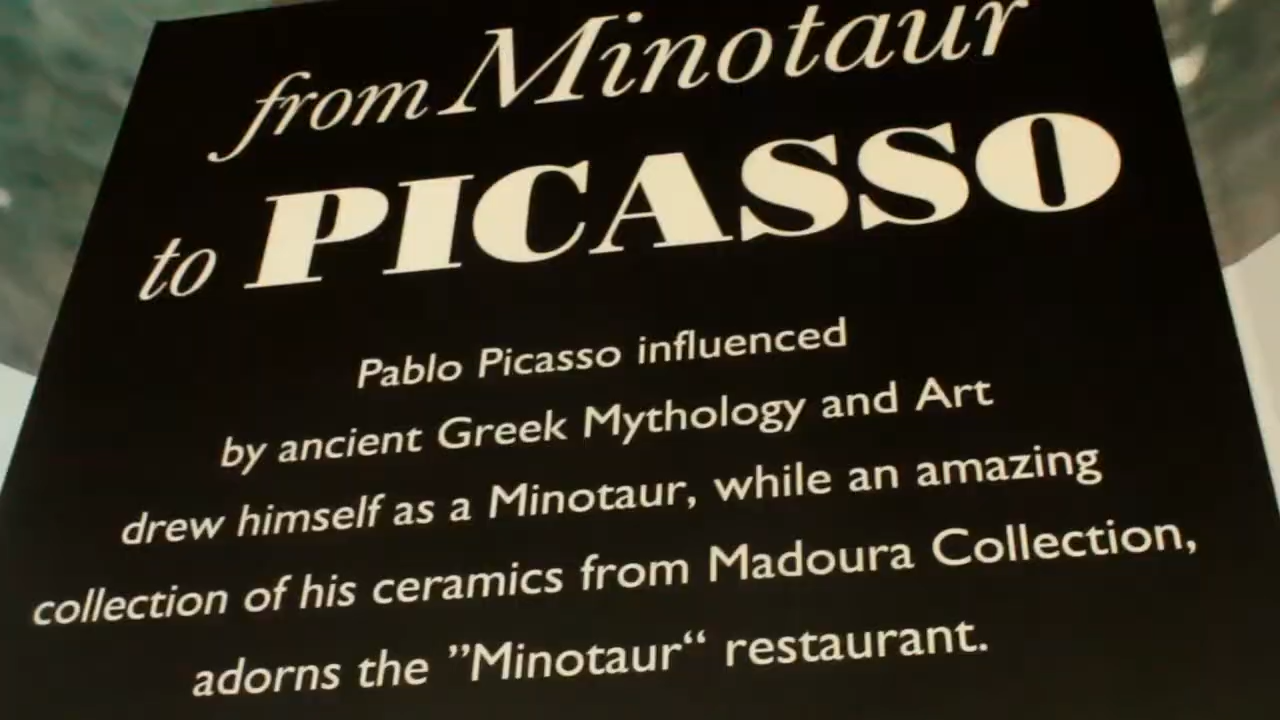 from Minotaur
to PICASSO
Pablo Picasso influenced
by ancient Greek Mythology and Art
drew himself as a Minotaur, while an amazing
collection of his ceramics from Madoura Collection,
adorns the ”Minotaur“ restaurant.